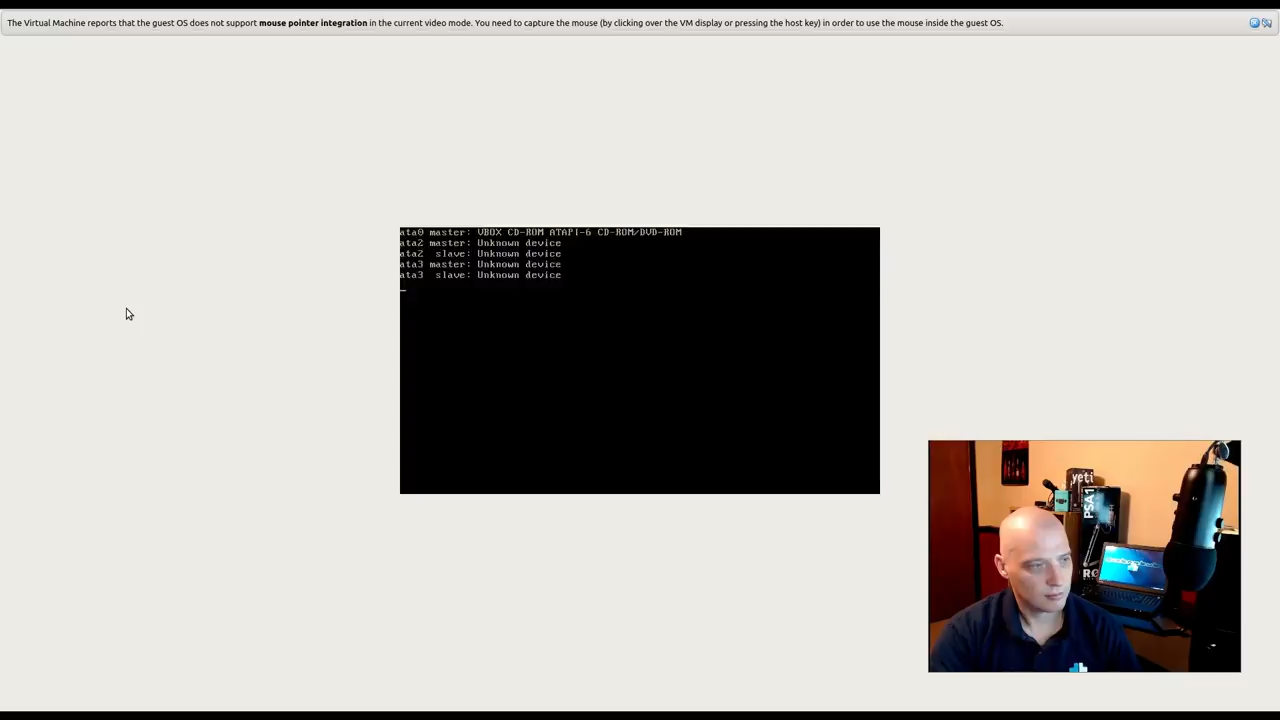 The Virtual Machine reports that the guest OS does not support mouse pointer integration in the current video mode. You need to capture the mouse (by clicking over the VM display or pressing the host key) in order to use the mouse inside the guest OS.
ata0 master: VBOX CD-ROM ATAPI-6 CD-ROM/DVD-ROM
ata2 master: Unknown device
ata2  slave: Unknown device
ata3 master: Unknown device
ata3  slave: Unknown device
yeti
PSA1